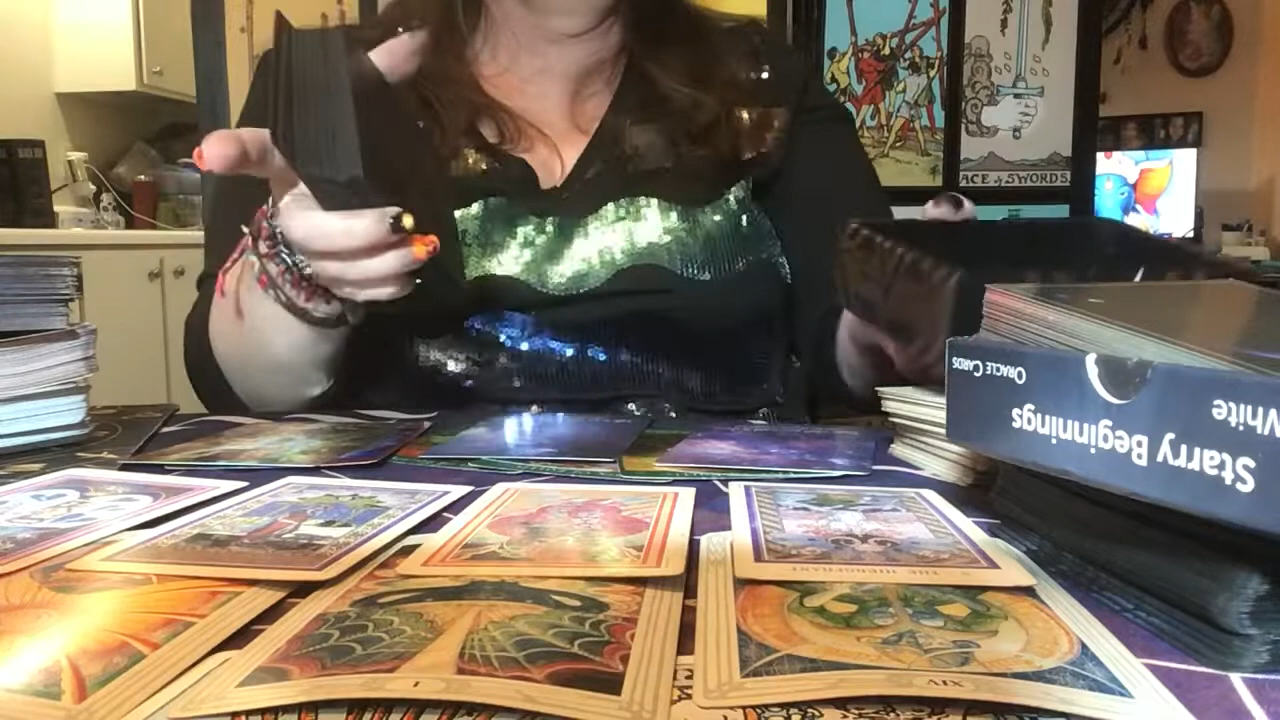 ACE of SWORDS.
ORACLE CARDS
Starry Beginnings
White
V THE HIEROPHANT
I
XIV